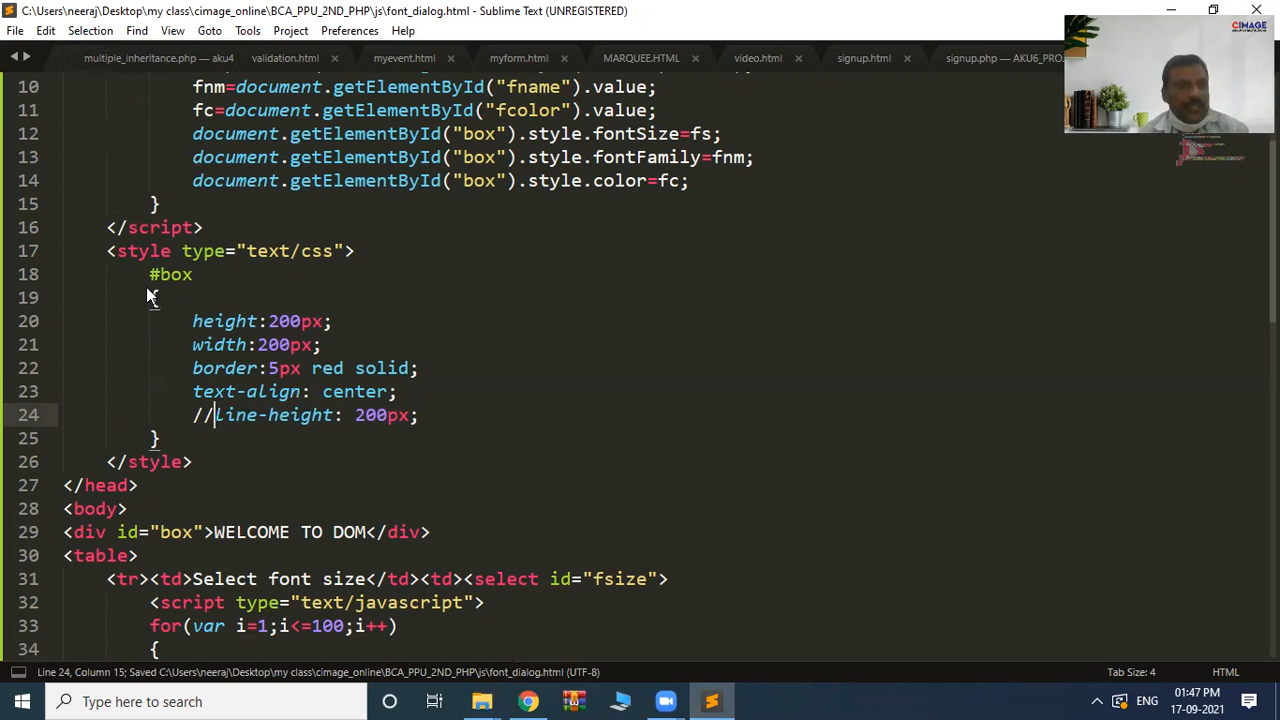 C:\Users\neeraj\Desktop\my class\cimage_online\BCA_PPU_2ND_PHP\js\font_dialog.html - Sublime Text (UNREGISTERED)
File Edit Selection Find View Goto Tools Project Preferences Help
CIMAGE
multiple_inheritance.php — aku4 validation.html myevent.html myform.html MARQUEE.HTML video.html signup.html signup.php — AKU6_PROJ
10 fnm=document.getElementById("fname").value;
11 fc=document.getElementById("fcolor").value;
12 document.getElementById("box").style.fontSize=fs;
13 document.getElementById("box").style.fontFamily=fnm;
14 document.getElementById("box").style.color=fc;
15 }
16 </script>
17 <style type="text/css">
18 #box
19 {
20 height:200px;
21 width:200px;
22 border:5px red solid;
23 text-align: center;
24 //line-height: 200px;
25 }
26 </style>
27 </head>
28 <body>
29 <div id="box">WELCOME TO DOM</div>
30 <table>
31 <tr><td>Select font size</td><td><select id="fsize">
32 <script type="text/javascript">
33 for(var i=1;i<=100;i++)
34 {
Line 24, Column 15; Saved C:\Users\neeraj\Desktop\my class\cimage_online\BCA_PPU_2ND_PHP\js\font_dialog.html (UTF-8) Tab Size: 4 HTML
Type here to search
ENG
01:47 PM
17-09-2021